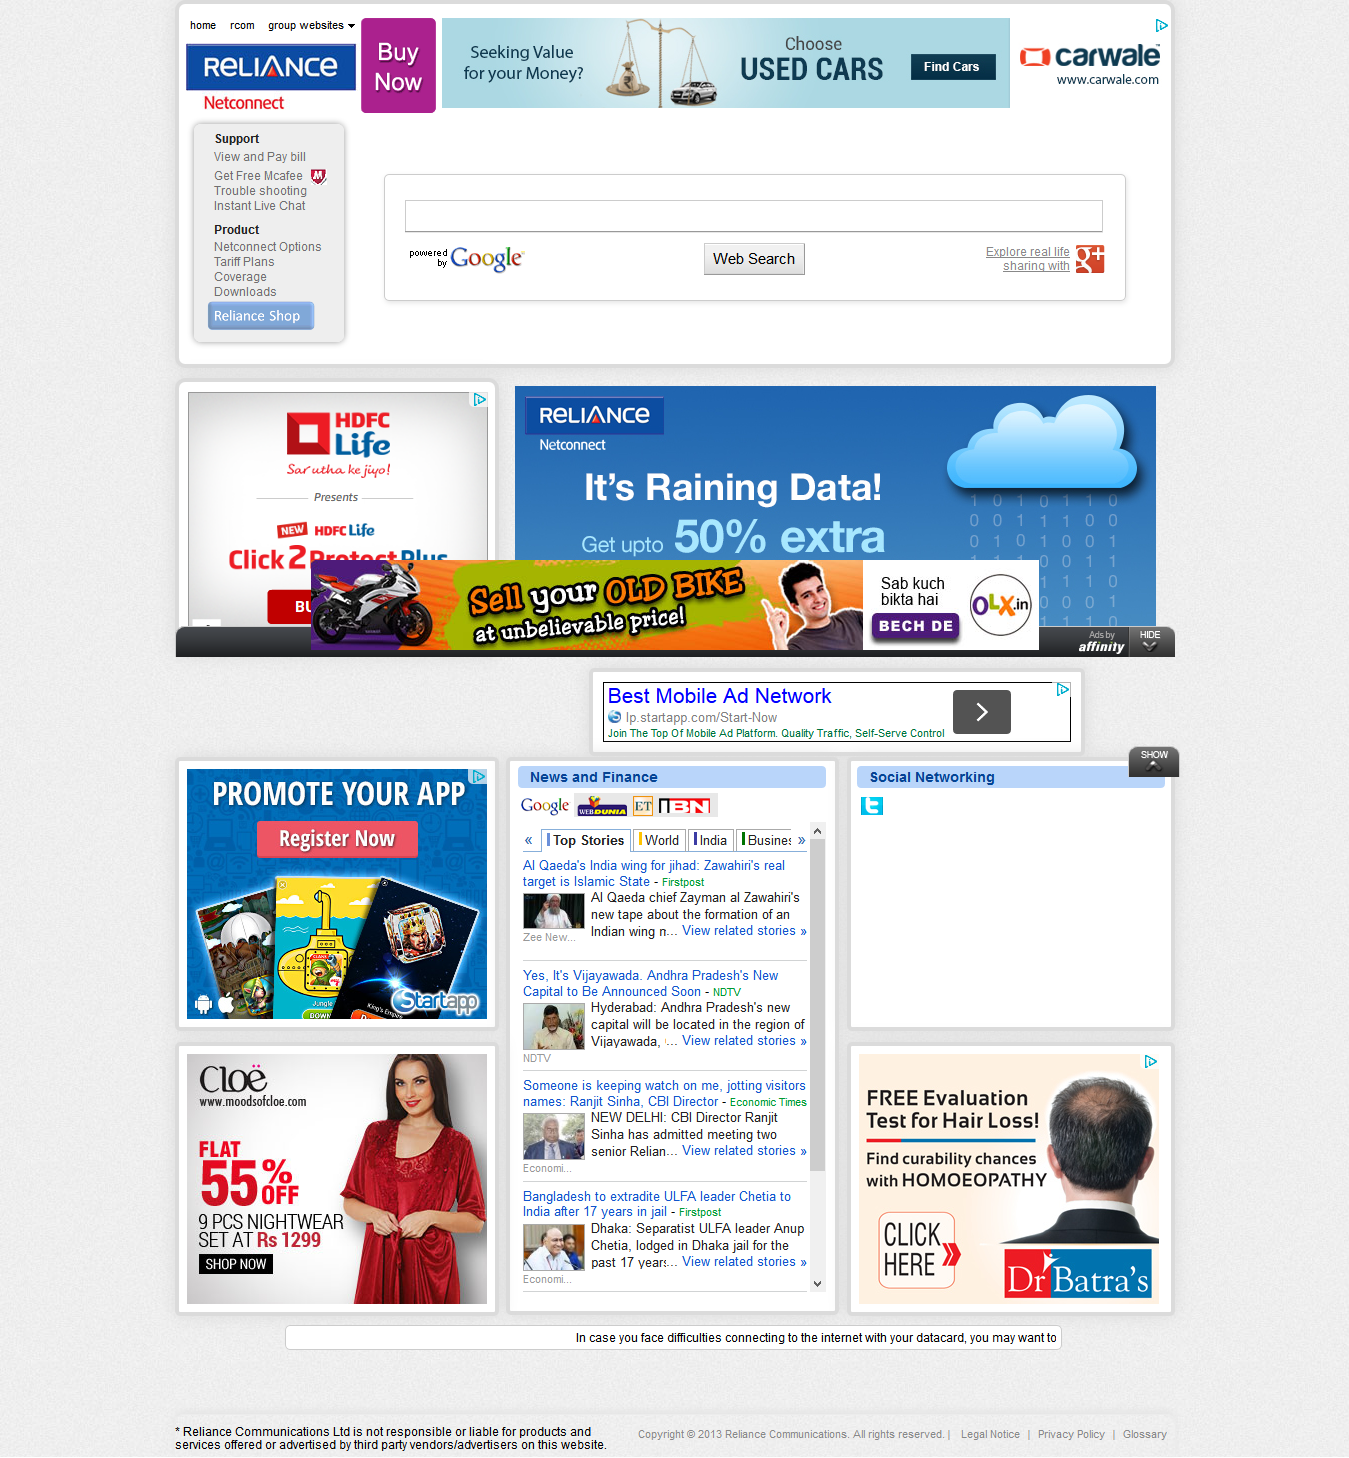 home rcom group websites
RELIANCE
Netconnect
Buy
Now
Seeking Value
for your Money?
Choose
USED CARS
Find Cars
carwale
www.carwale.com
Support
View and Pay bill
Get Free Mcafee
Trouble shooting
Instant Live Chat
Product
Netconnect Options
Tariff Plans
Coverage
Downloads
Reliance Shop
powered
by Google
Web Search
Explore real life
sharing with
g+
HDFC
Life
Sar utha ke jiyo!
Presents
NEW HDFC Life
Click 2 Protect Plus
BU
RELIANCE
Netconnect
It's Raining Data!
Get upto 50% extra
Sell your OLD BIKE
at unbelievable price!
Sab kuch
bikta hai
BECH DE
OLX.in
Ads by
affinity
HIDE
Best Mobile Ad Network
lp.startapp.com/Start-Now
Join The Top Of Mobile Ad Platform. Quality Traffic, Self-Serve Control
SHOW
PROMOTE YOUR APP
Register Now
Jungle
DOWN
King's Empire
Startapp
News and Finance
Google WEBDUNIA ET IBN
« Top Stories World India Busines »
Al Qaeda's India wing for jihad: Zawahiri's real
target is Islamic State - Firstpost
Al Qaeda chief Zayman al Zawahiri's
new tape about the formation of an
Indian wing ... View related stories »
Zee New...
Yes, It's Vijayawada. Andhra Pradesh's New
Capital to Be Announced Soon - NDTV
Hyderabad: Andhra Pradesh's new
capital will be located in the region of
Vijayawada, ... View related stories »
NDTV
Someone is keeping watch on me, jotting visitors
names: Ranjit Sinha, CBI Director - Economic Times
NEW DELHI: CBI Director Ranjit
Sinha has admitted meeting two
senior Relian... View related stories »
Economi...
Bangladesh to extradite ULFA leader Chetia to
India after 17 years in jail - Firstpost
Dhaka: Separatist ULFA leader Anup
Chetia, lodged in Dhaka jail for the
past 17 years... View related stories »
Economi...
Social Networking
Cloë
www.moodsofcloe.com
FLAT
55% OFF
9 PCS NIGHTWEAR
SET AT Rs 1299
SHOP NOW
FREE Evaluation
Test for Hair Loss!
Find curability chances
with HOMOEOPATHY
CLICK
HERE
Dr Batra's
In case you face difficulties connecting to the internet with your datacard, you may want to
* Reliance Communications Ltd is not responsible or liable for products and
services offered or advertised by third party vendors/advertisers on this website.
Copyright © 2013 Reliance Communications. All rights reserved. | Legal Notice | Privacy Policy | Glossary